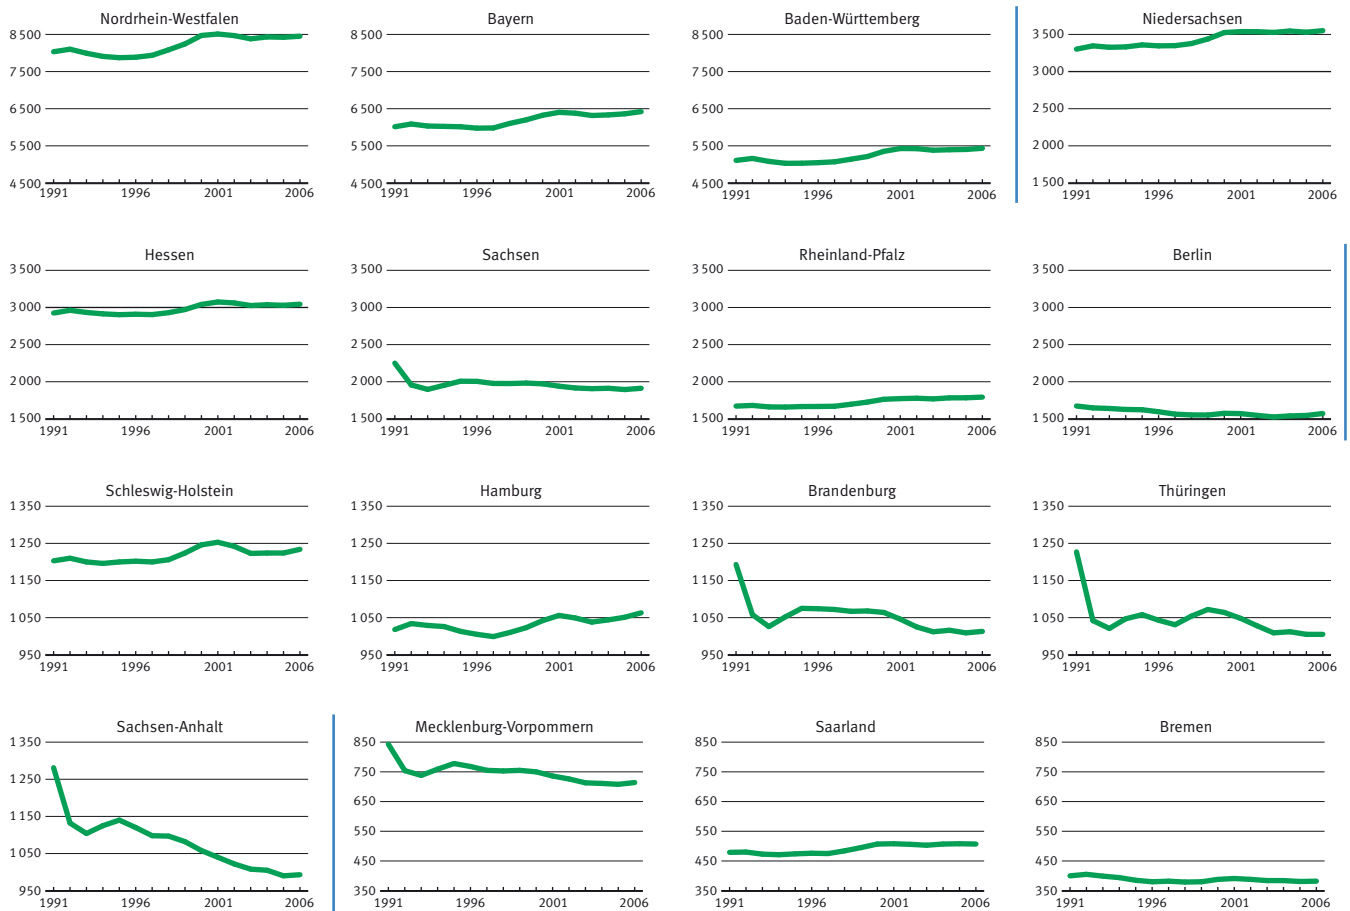 Nordrhein-Westfalen
8 500
7 500
6 500
5 500
4 500
1991 1996 2001 2006
Bayern
8 500
7 500
6 500
5 500
4 500
1991 1996 2001 2006
Baden-Württemberg
8 500
7 500
6 500
5 500
4 500
1991 1996 2001 2006
Niedersachsen
3 500
3 000
2 500
2 000
1 500
1991 1996 2001 2006
Hessen
3 500
3 000
2 500
2 000
1 500
1991 1996 2001 2006
Sachsen
3 500
3 000
2 500
2 000
1 500
1991 1996 2001 2006
Rheinland-Pfalz
3 500
3 000
2 500
2 000
1 500
1991 1996 2001 2006
Berlin
3 500
3 000
2 500
2 000
1 500
1991 1996 2001 2006
Schleswig-Holstein
1 350
1 250
1 150
1 050
950
1991 1996 2001 2006
Hamburg
1 350
1 250
1 150
1 050
950
1991 1996 2001 2006
Brandenburg
1 350
1 250
1 150
1 050
950
1991 1996 2001 2006
Thüringen
1 350
1 250
1 150
1 050
950
1991 1996 2001 2006
Sachsen-Anhalt
1 350
1 250
1 150
1 050
950
1991 1996 2001 2006
Mecklenburg-Vorpommern
850
750
650
550
450
350
1991 1996 2001 2006
Saarland
850
750
650
550
450
350
1991 1996 2001 2006
Bremen
850
750
650
550
450
350
1991 1996 2001 2006